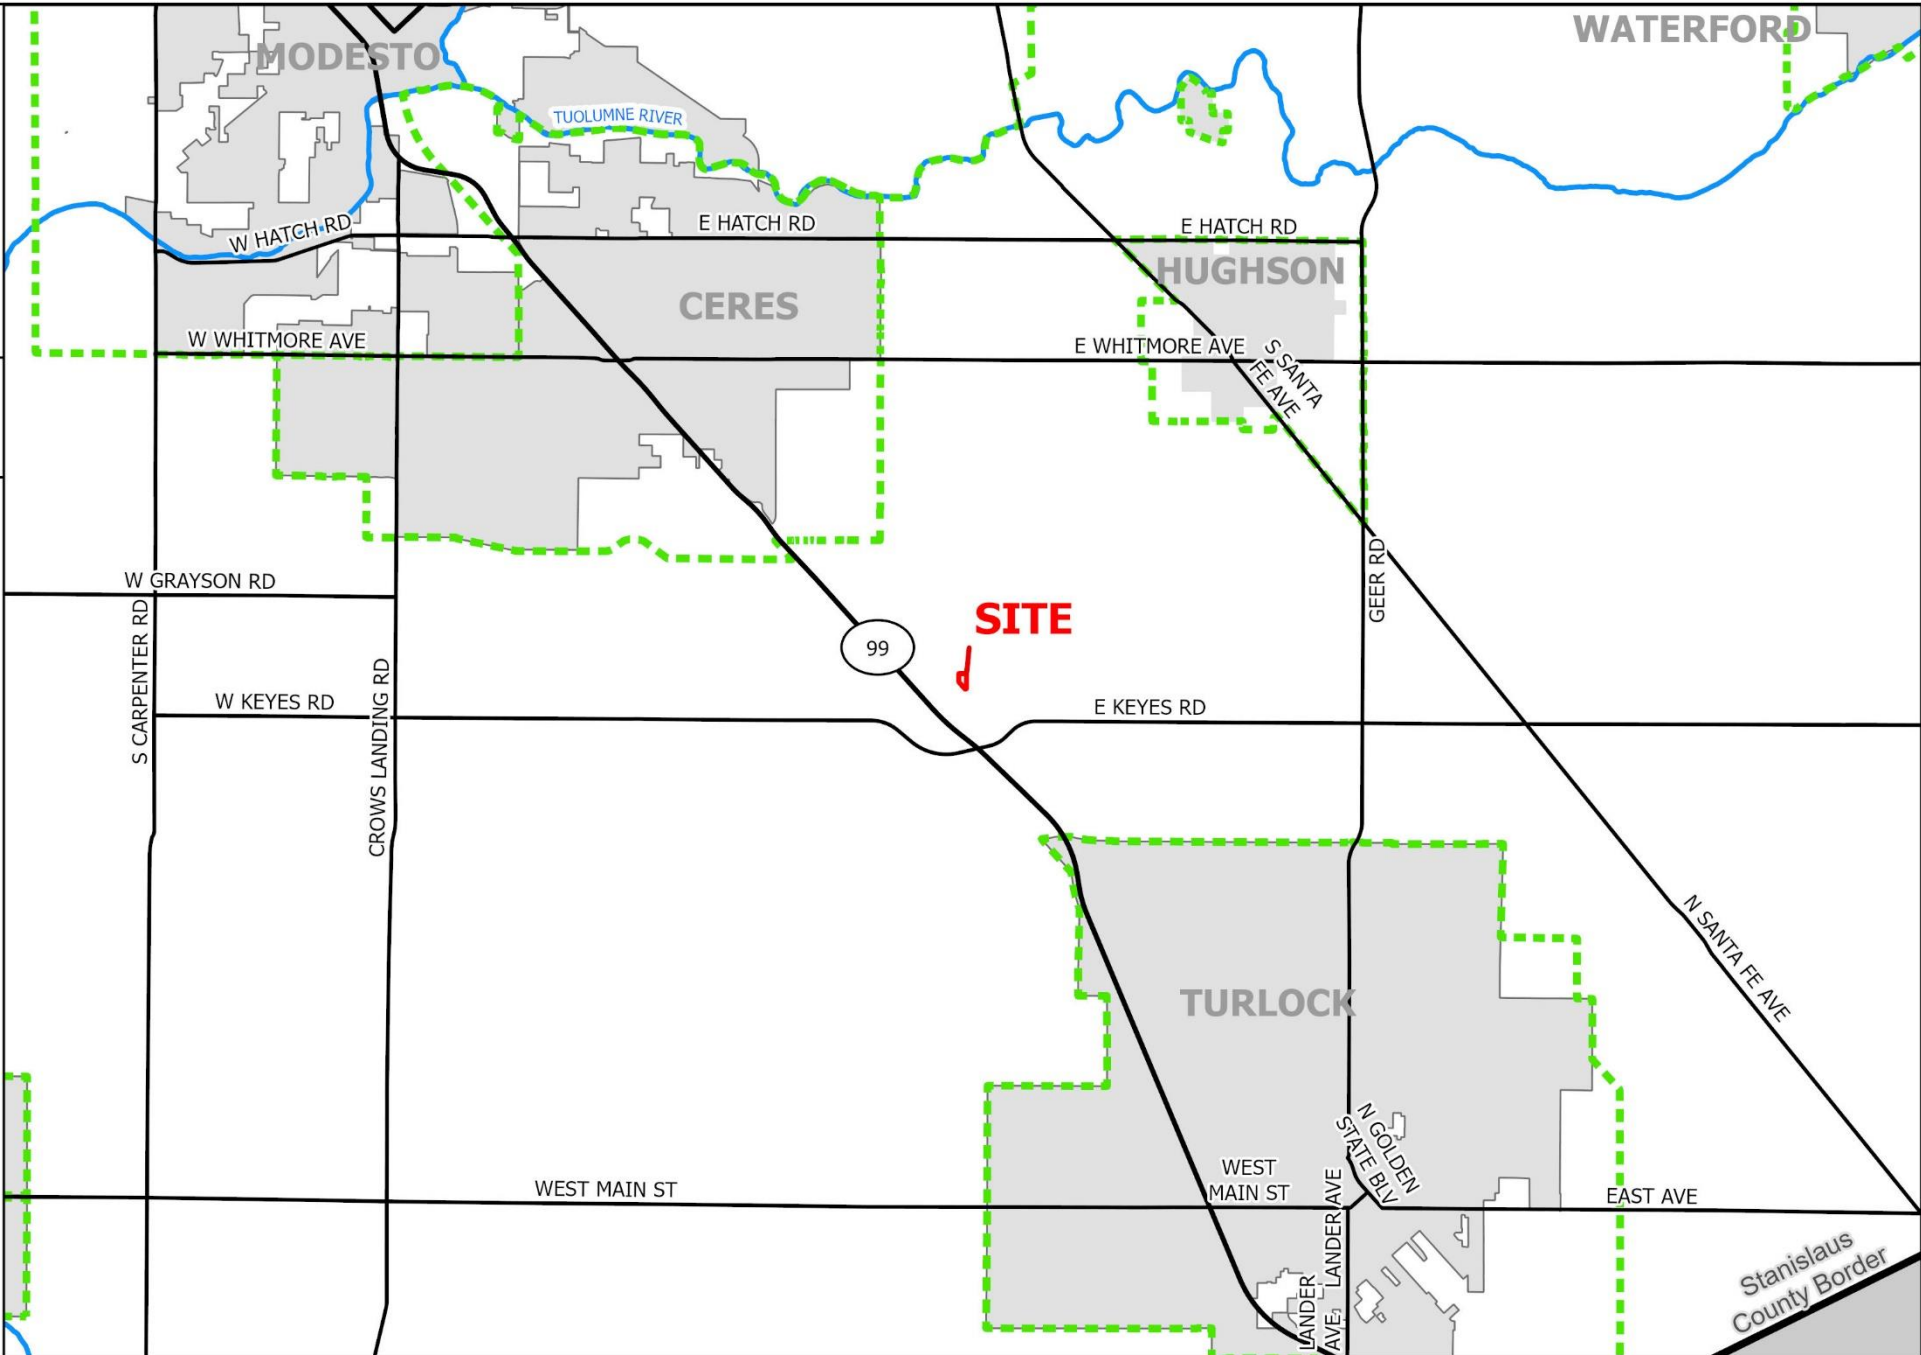 WATERFORD
MODESTO
TUOLUMNE RIVER
W HATCH RD
E HATCH RD
E HATCH RD
HUGHSON
CERES
W WHITMORE AVE
E WHITMORE AVE
S SANTA
FE AVE
W GRAYSON RD
S CARPENTER RD
CROWS LANDING RD
GEER RD
SITE
99
W KEYES RD
E KEYES RD
N SANTA FE AVE
TURLOCK
N GOLDEN
STATE BLV
WEST MAIN ST
WEST
MAIN ST
EAST AVE
LANDER AVE
LANDER
AVE
Stanislaus
County Border